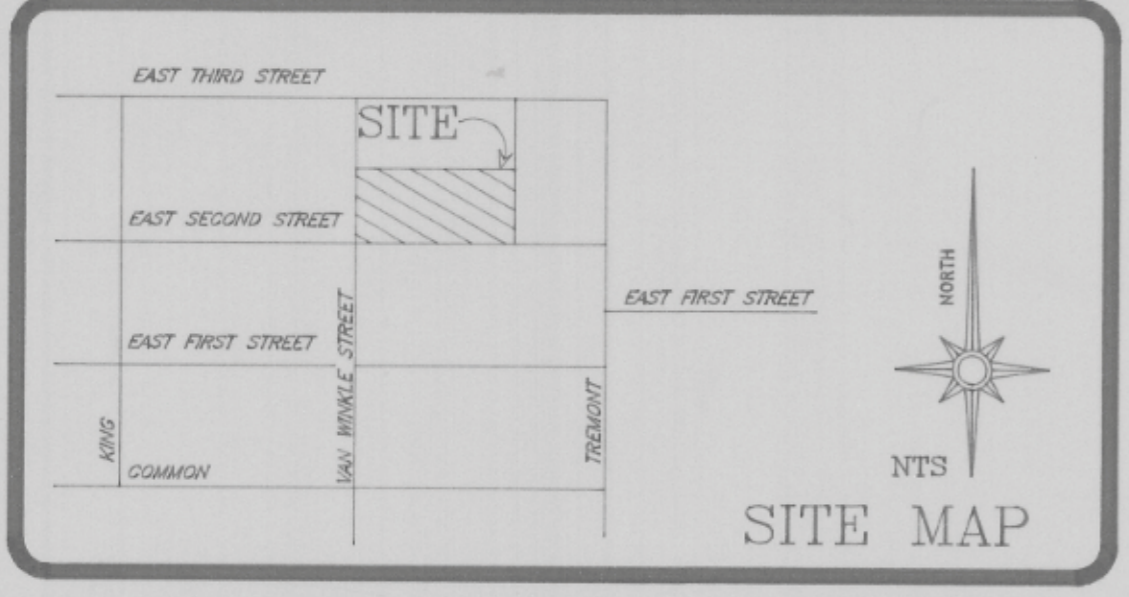 EAST THIRD STREET
SITE
EAST SECOND STREET
EAST FIRST STREET
NORTH
EAST FIRST STREET
VAN WINKLE STREET
KING
TREMONT
COMMON
NTS
SITE MAP